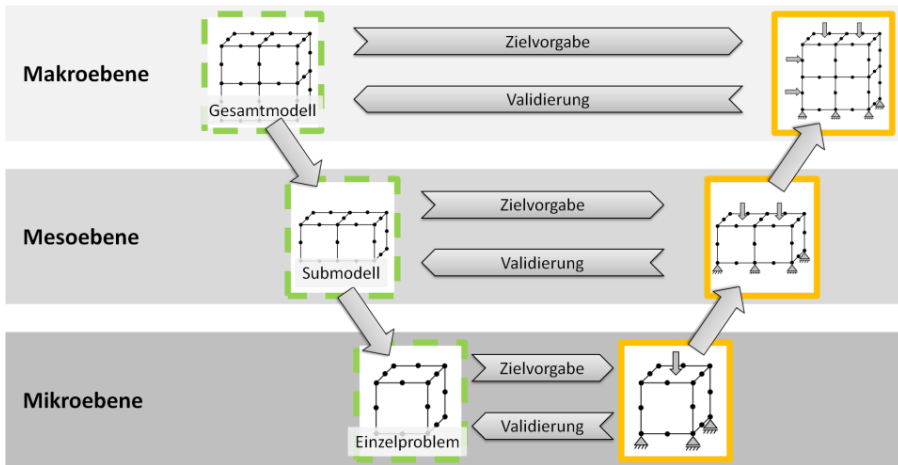 Makroebene
Gesamtmodell
Zielvorgabe
Validierung
Mesoebene
Submodell
Zielvorgabe
Validierung
Mikroebene
Einzelproblem
Zielvorgabe
Validierung